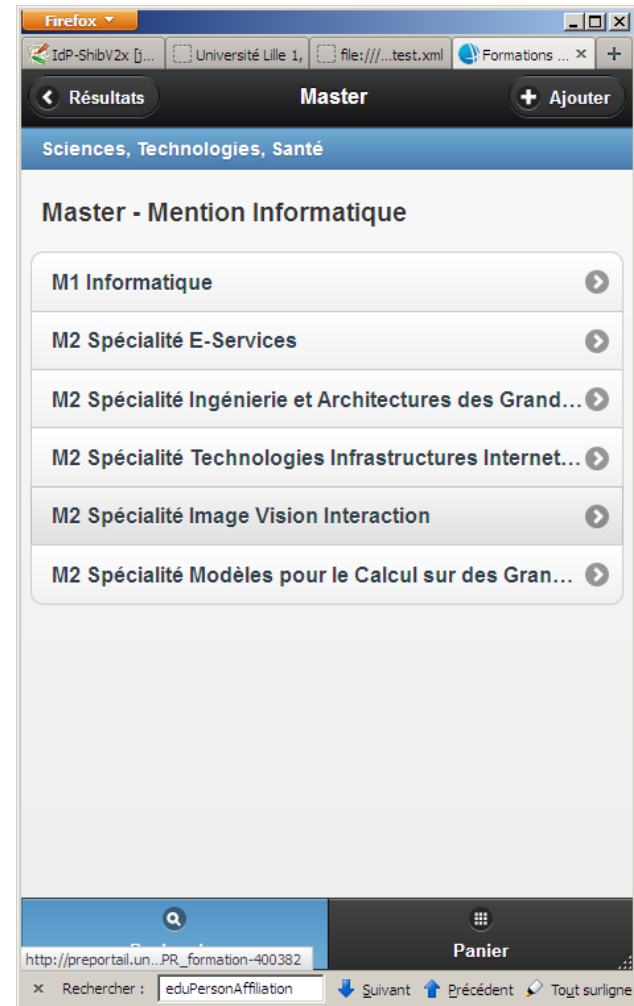 Firefox
IdP-ShibV2x [j... Université Lille 1, file:///...test.xml Formations ... × +
Résultats Master Ajouter
Sciences, Technologies, Santé
Master - Mention Informatique
M1 Informatique
M2 Spécialité E-Services
M2 Spécialité Ingénierie et Architectures des Grand...
M2 Spécialité Technologies Infrastructures Internet...
M2 Spécialité Image Vision Interaction
M2 Spécialité Modèles pour le Calcul sur des Gran...
Panier
http://preportail.un...PR_formation-400382
× Rechercher : eduPersonAffiliation Suivant Précédent Tout surligne